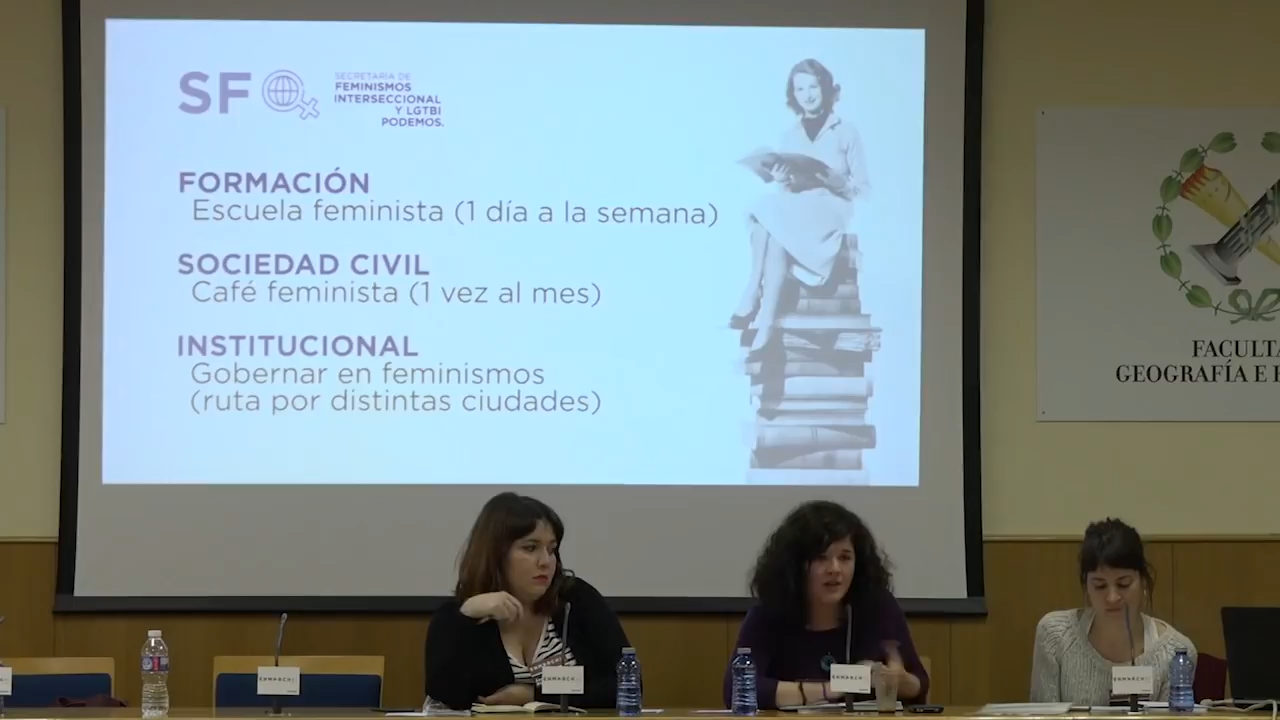 SF
SECRETARÍA DE
FEMINISMOS
INTERSECCIONAL
Y LGTBI
PODEMOS.
FORMACIÓN
Escuela feminista (1 día a la semana)
SOCIEDAD CIVIL
Café feminista (1 vez al mes)
INSTITUCIONAL
Gobernar en feminismos
(ruta por distintas ciudades)
FACULTA
GEOGRAFÍA E